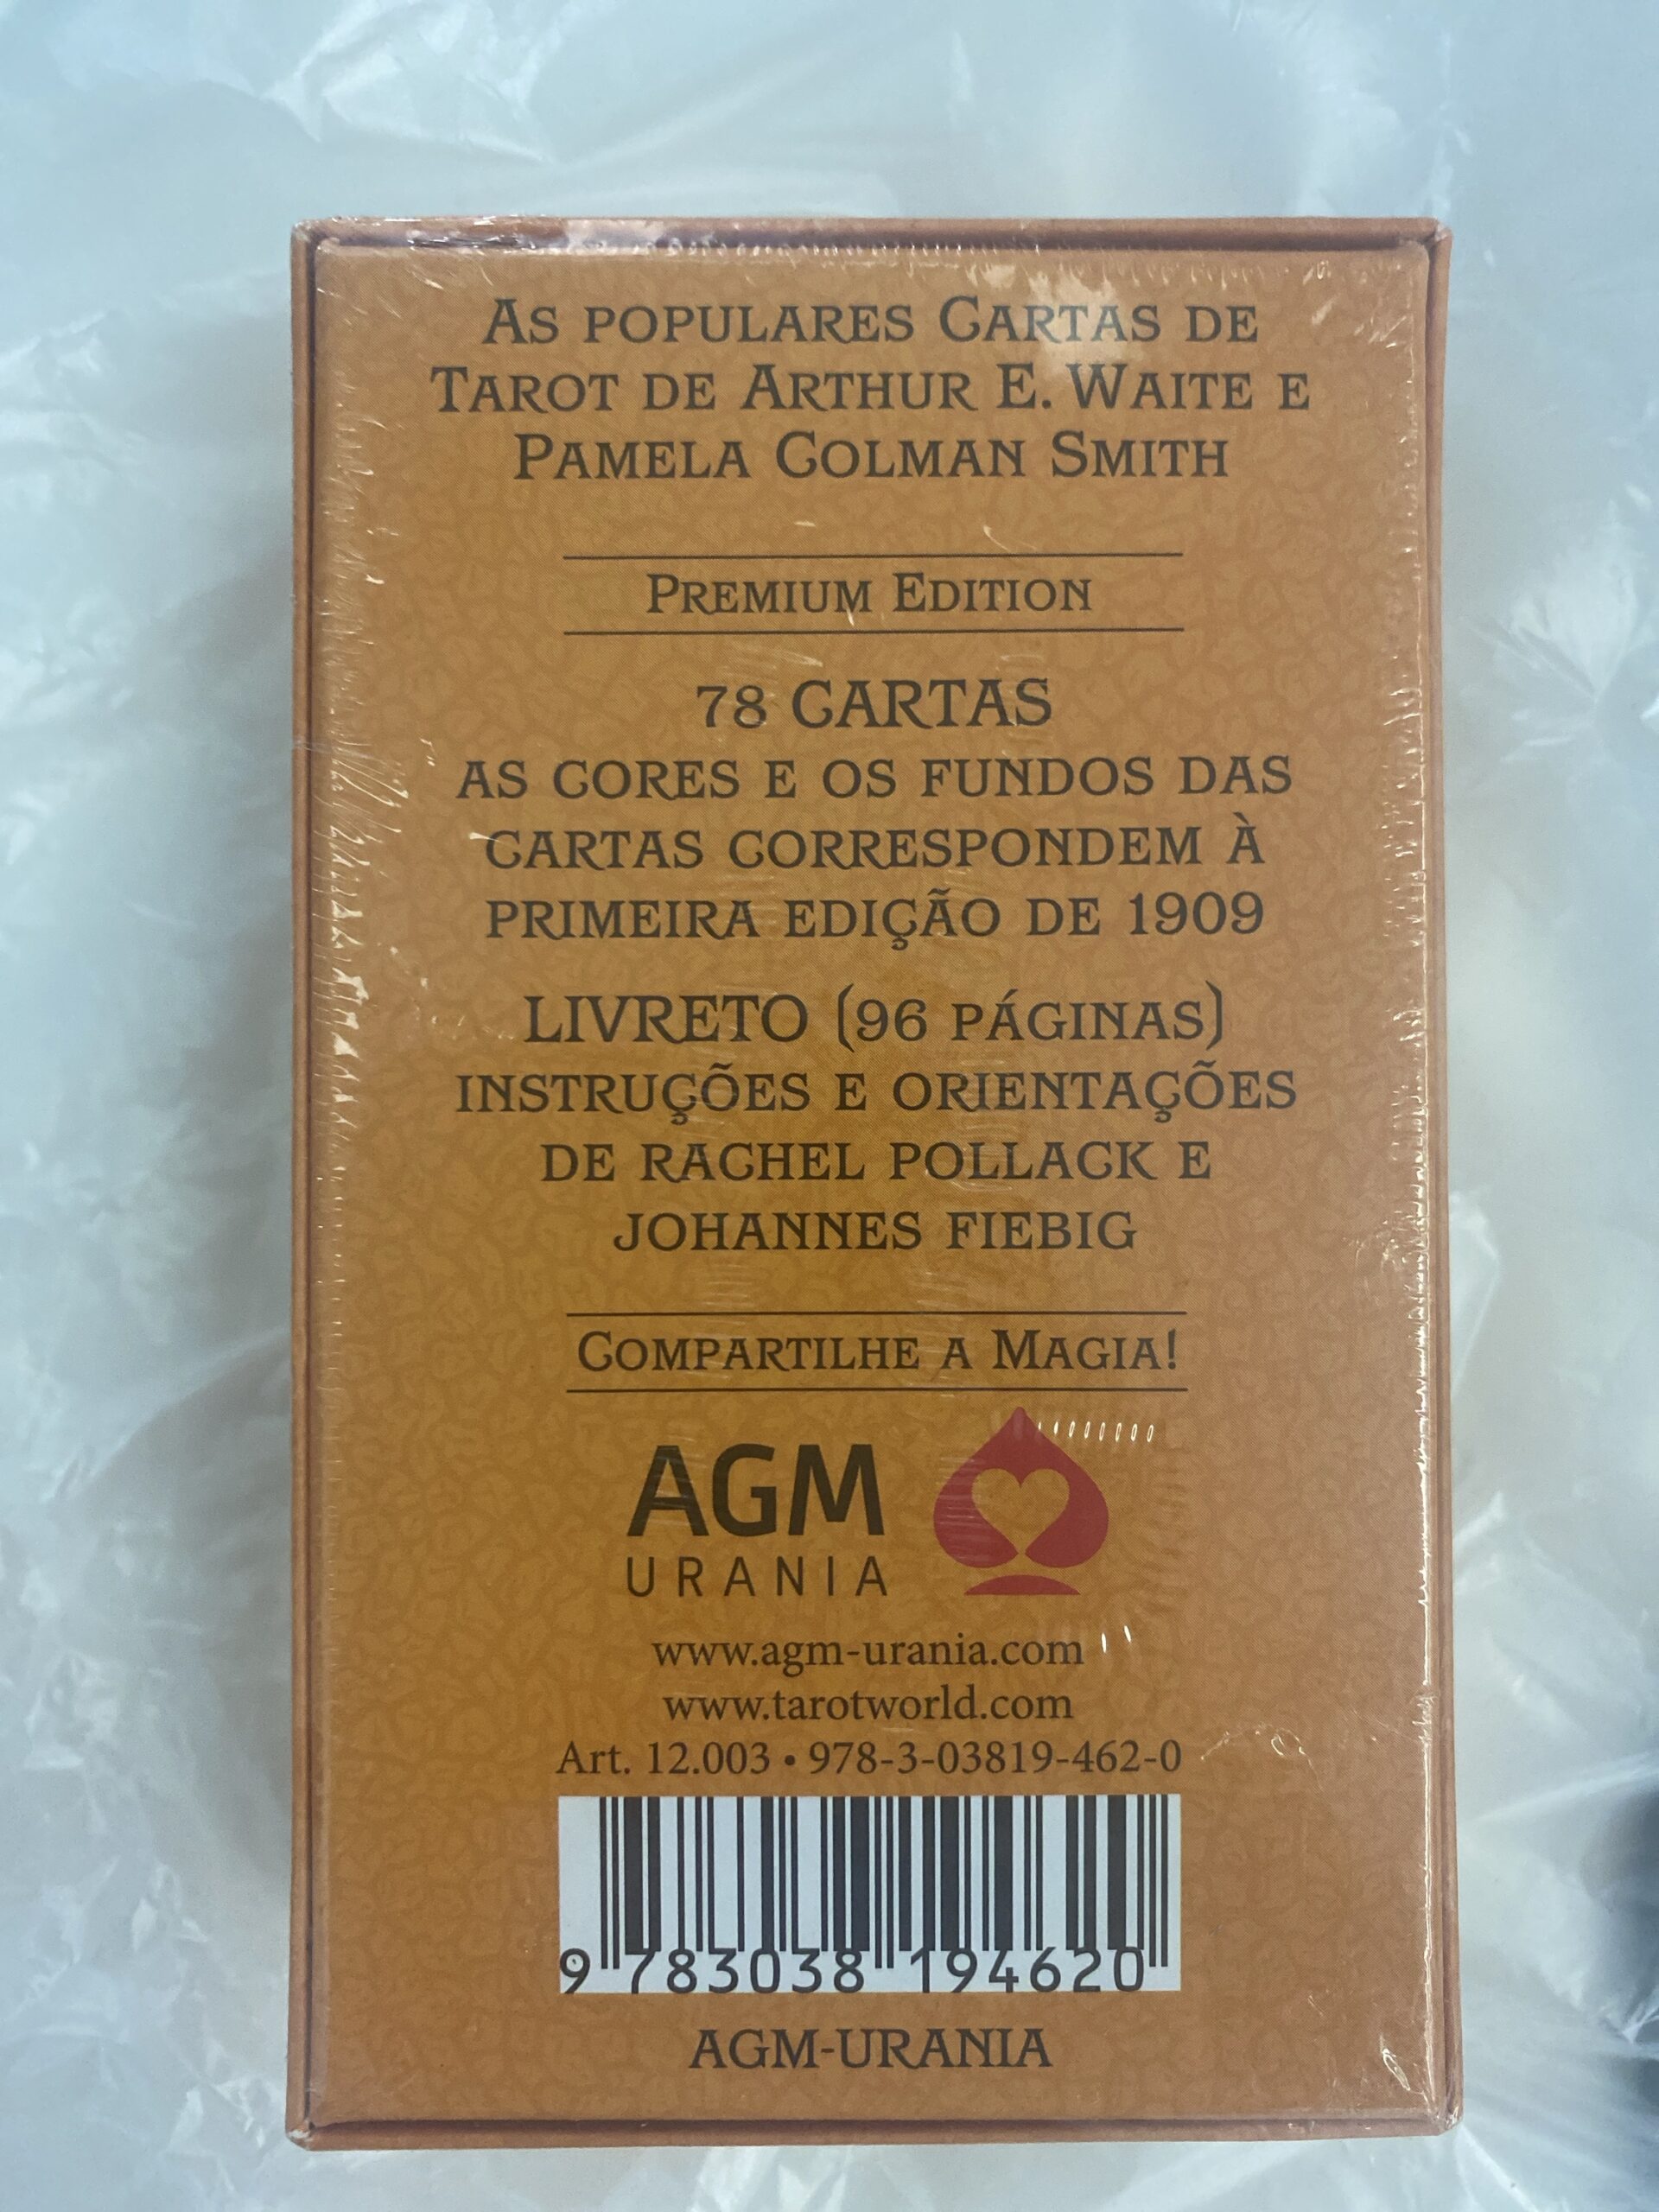 As populares Cartas de
Tarot de Arthur E. Waite e
Pamela Colman Smith
Premium Edition
78 CARTAS
AS CORES E OS FUNDOS DAS
CARTAS CORRESPONDEM À
PRIMEIRA EDIÇÃO DE 1909
LIVRETO (96 PÁGINAS)
INSTRUÇÕES E ORIENTAÇÕES
DE RACHEL POLLACK E
JOHANNES FIEBIG
Compartilhe a Magia!
AGM
URANIA
www.agm-urania.com
www.tarotworld.com
Art. 12.003 • 978-3-03819-462-0
9 783038 194620
AGM-URANIA